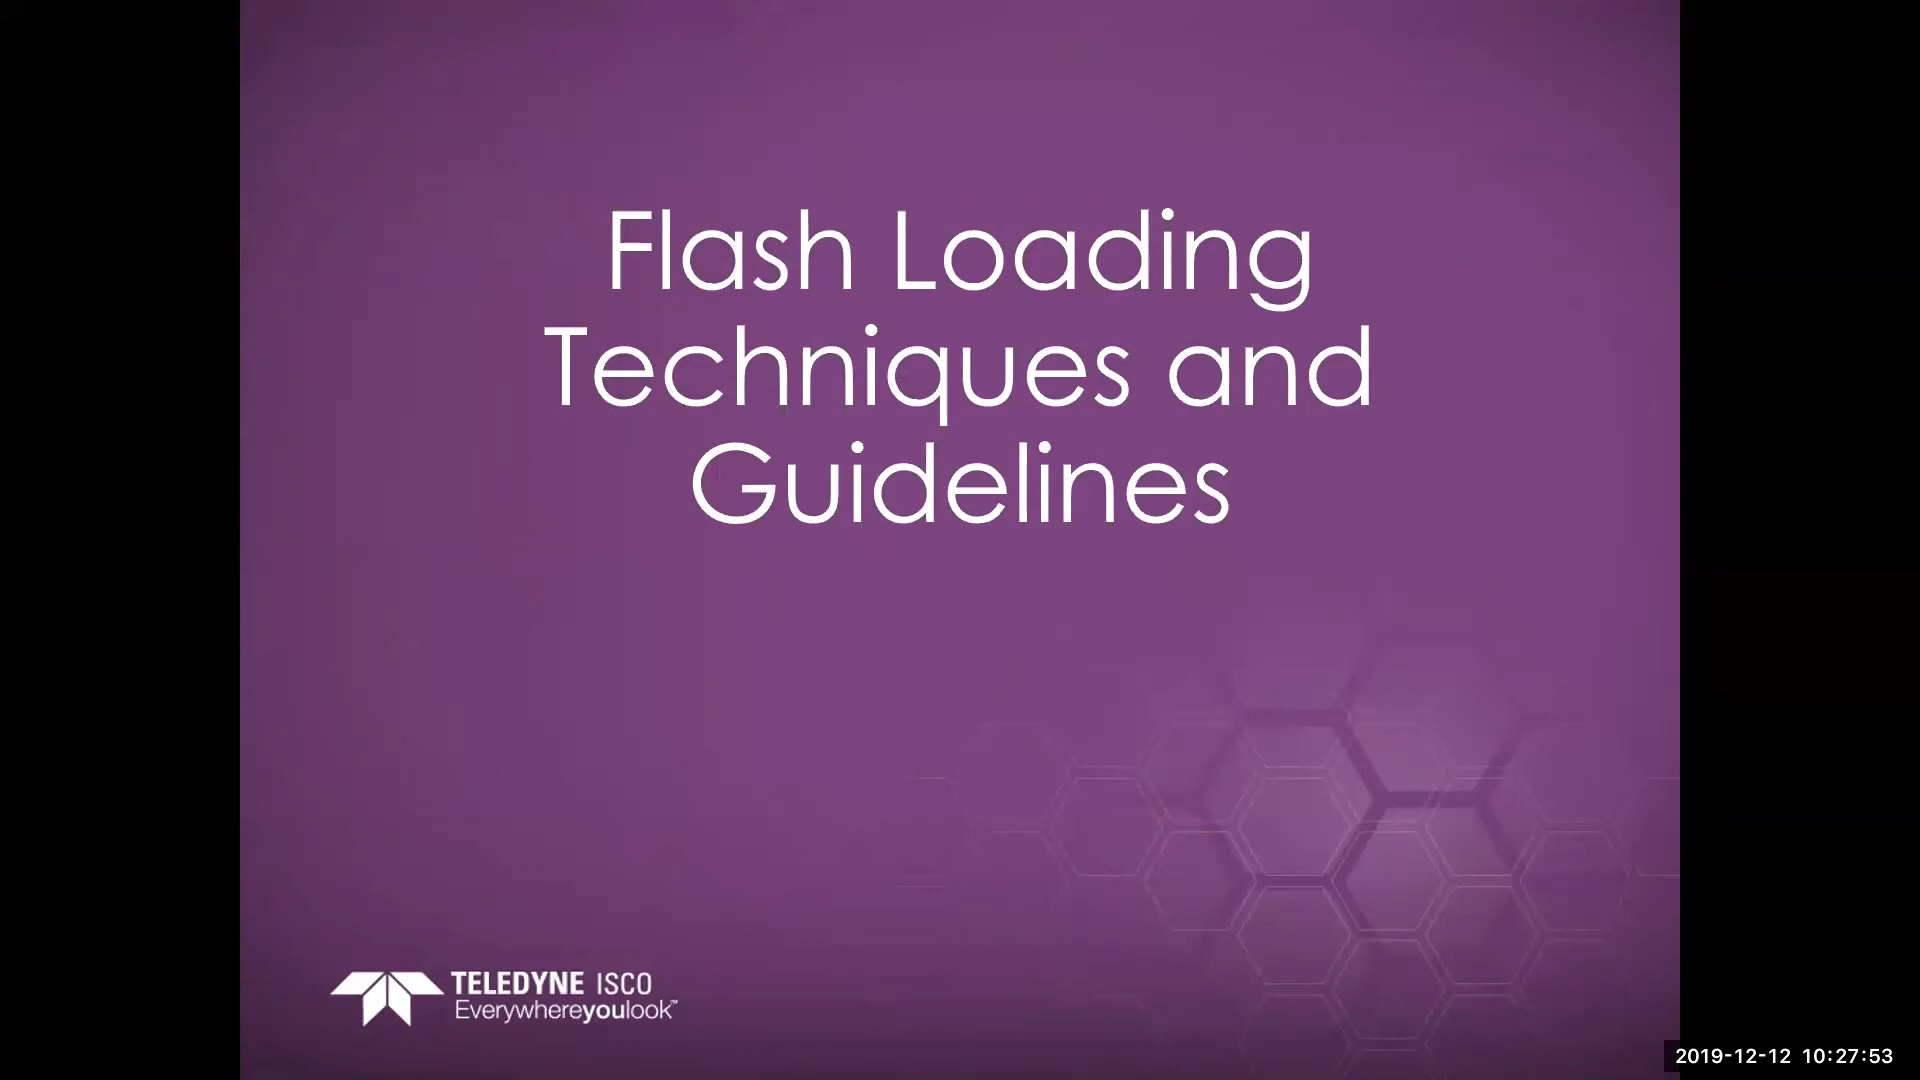 Flash Loading
Techniques and
Guidelines
TELEDYNE ISCO
Everywhereyoulook™
2019-12-12 10:27:53